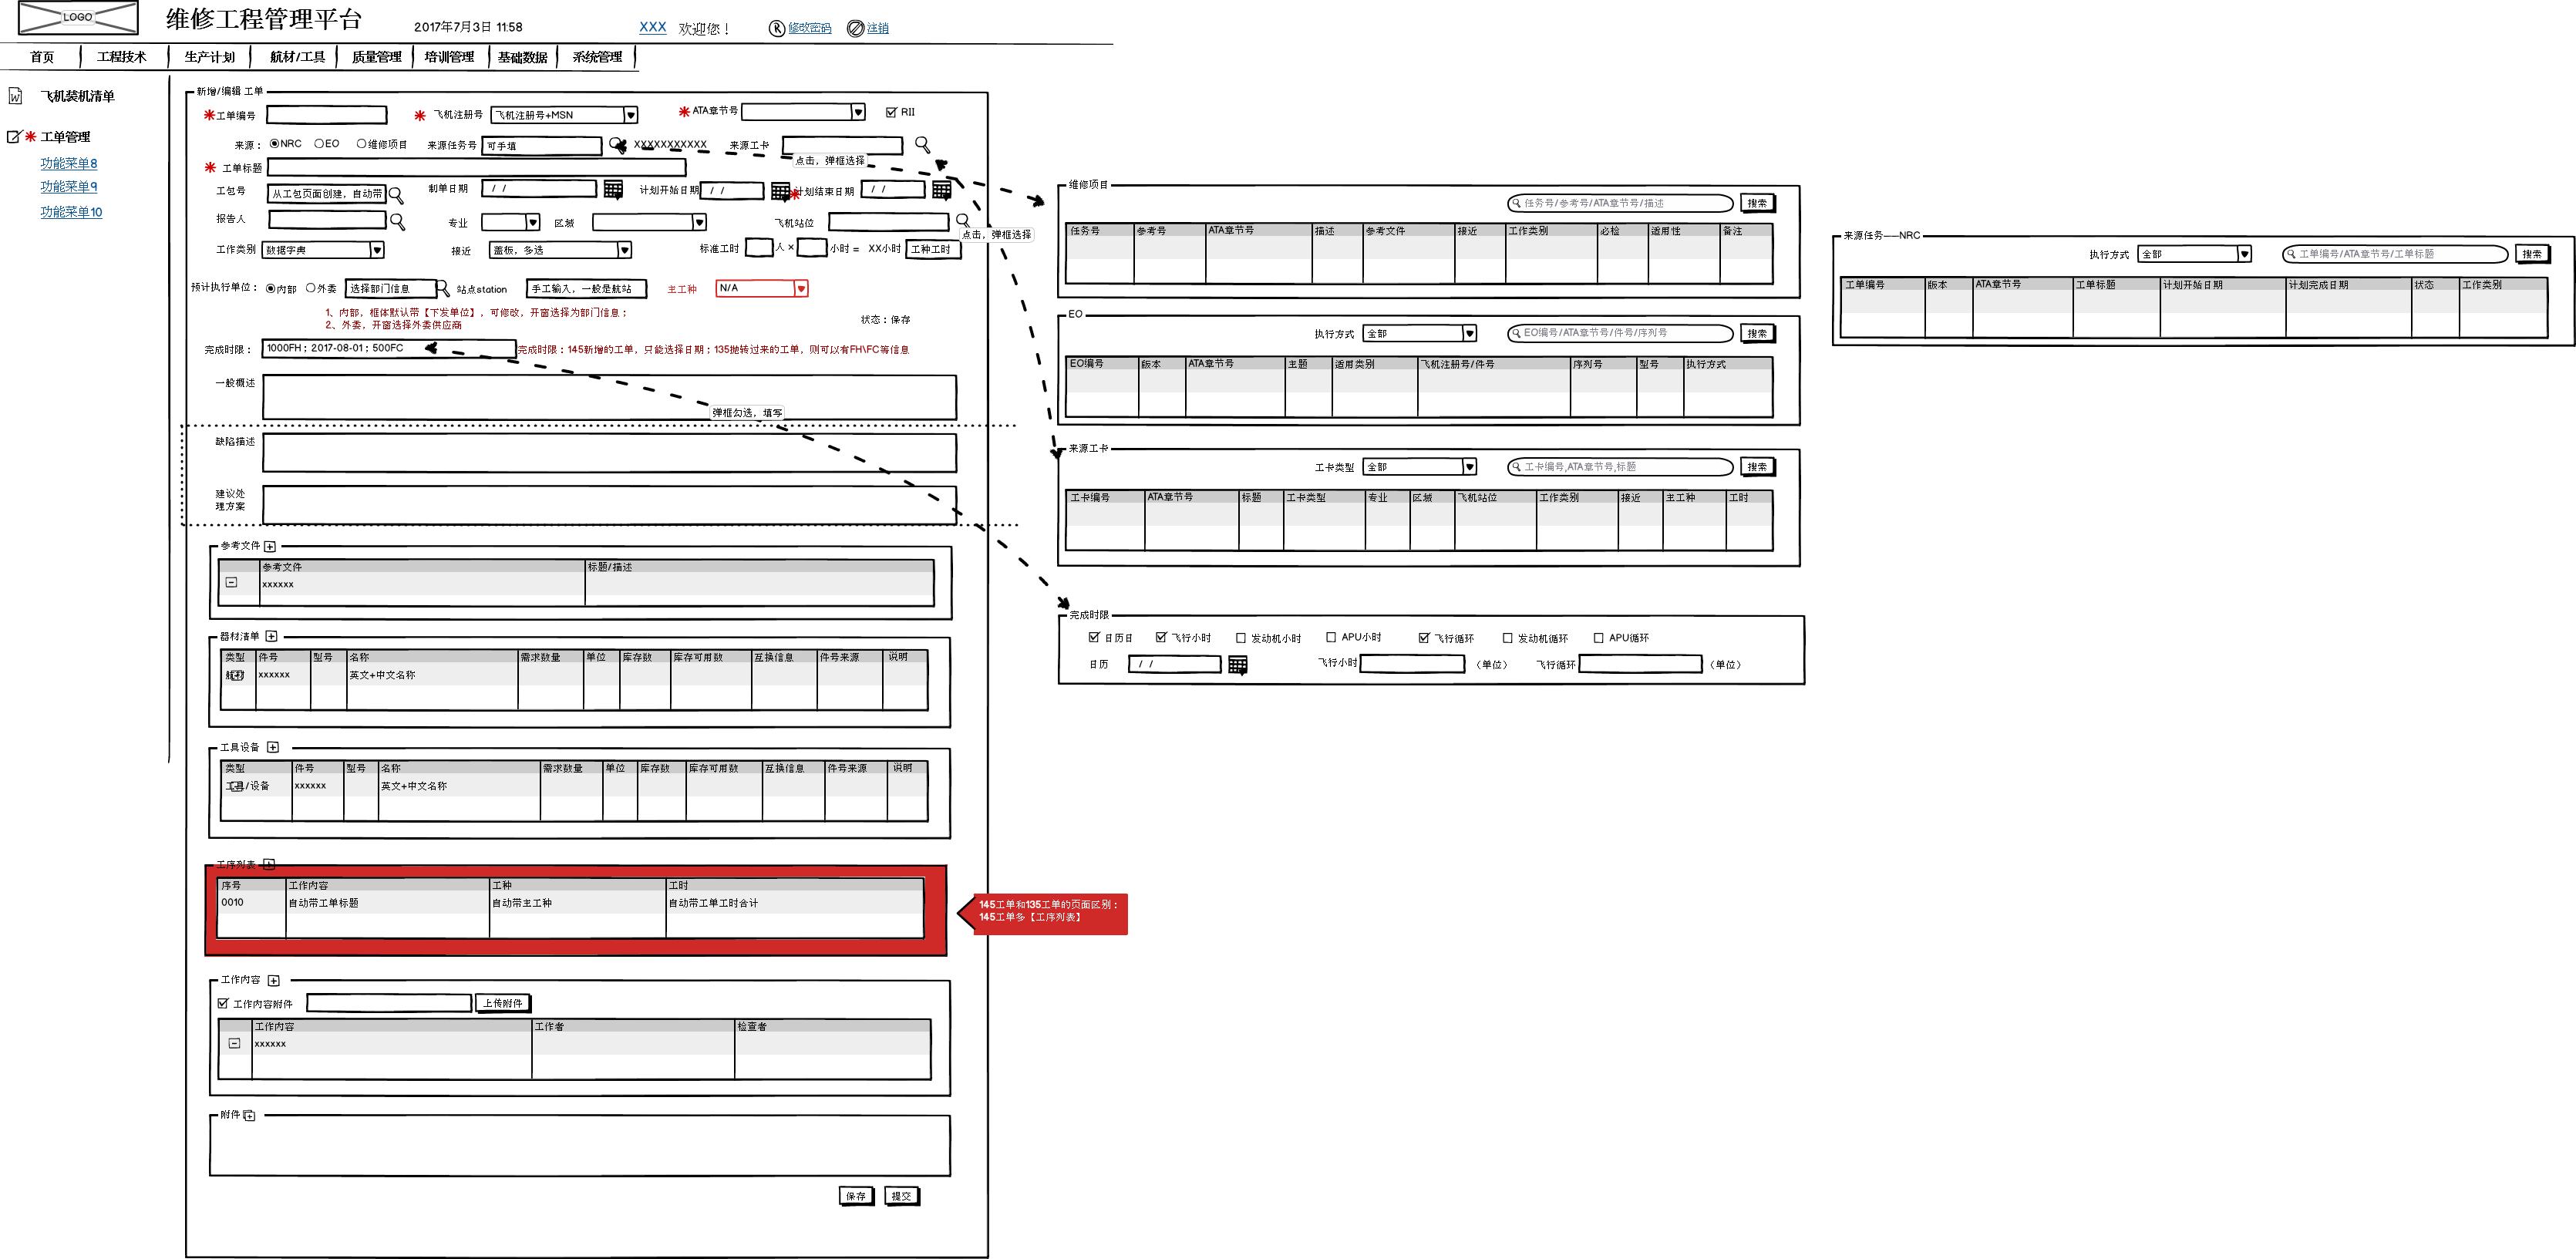 LOGO
维修工程管理平台
2017年7月3日 11:58
XXX 欢迎您！ 修改密码 注销
首页 工程技术 生产计划 航材/工具 质量管理 培训管理 基础数据 系统管理
飞机装机清单
工单管理
功能菜单8
功能菜单9
功能菜单10
新增/编辑 工单
*工单编号 * 飞机注册号 飞机注册号+MSN *ATA章节号 RII
来源： NRC EO 维修项目 来源任务号 可手填 XXXXXXXXXXX 来源工卡
点击，弹框选择
* 工单标题
工包号 从工包页面创建，自动带 制单日期 / / 计划开始日期 / / *计划结束日期 / /
报告人 专业 区域 飞机站位
点击，弹框选择
工作类别 数据字典 接近 盖板，多选 标准工时 人 × 小时 = XX小时 工种工时
预计执行单位： 内部 外委 选择部门信息 站点station 手工输入，一般是航站 主工种 N/A
1、内部，框体默认带【下发单位】，可修改，开窗选择为部门信息；
2、外委，开窗选择外委供应商
状态：保存
完成时限： 1000FH；2017-08-01；500FC 完成时限：145新增的工单，只能选择日期；135抛转过来的工单，则可以有FH\FC等信息
一般概述
弹框勾选，填写
缺陷描述
建议处
理方案
参考文件
参考文件 标题/描述
xxxxxx
器材清单
类型 件号 型号 名称 需求数量 单位 库存数 库存可用数 互换信息 件号来源 说明
xxxxxx 英文+中文名称
工具设备
类型 件号 型号 名称 需求数量 单位 库存数 库存可用数 互换信息 件号来源 说明
工具/设备 xxxxxx 英文+中文名称
工序列表
序号 工作内容 工种 工时
0010 自动带工单标题 自动带主工种 自动带工单工时合计
145工单和135工单的页面区别：
145工单多【工序列表】
工作内容
工作内容附件 上传附件
工作内容 工作者 检查者
xxxxxx
附件
保存 提交
维修项目
任务号/参考号/ATA章节号/描述 搜索
任务号 参考号 ATA章节号 描述 参考文件 接近 工作类别 必检 适用性 备注
EO
执行方式 全部 EO编号/ATA章节号/件号/序列号 搜索
EO编号 版本 ATA章节号 主题 适用类别 飞机注册号/件号 序列号 型号 执行方式
来源工卡
工卡类型 全部 工卡编号,ATA章节号,标题 搜索
工卡编号 ATA章节号 标题 工卡类型 专业 区域 飞机站位 工作类别 接近 主工种 工时
完成时限
日历日 飞行小时 发动机小时 APU小时 飞行循环 发动机循环 APU循环
日历 / / 飞行小时 （单位） 飞行循环 （单位）
来源任务——NRC
执行方式 全部 工单编号/ATA章节号/工单标题 搜索
工单编号 版本 ATA章节号 工单标题 计划开始日期 计划完成日期 状态 工作类别